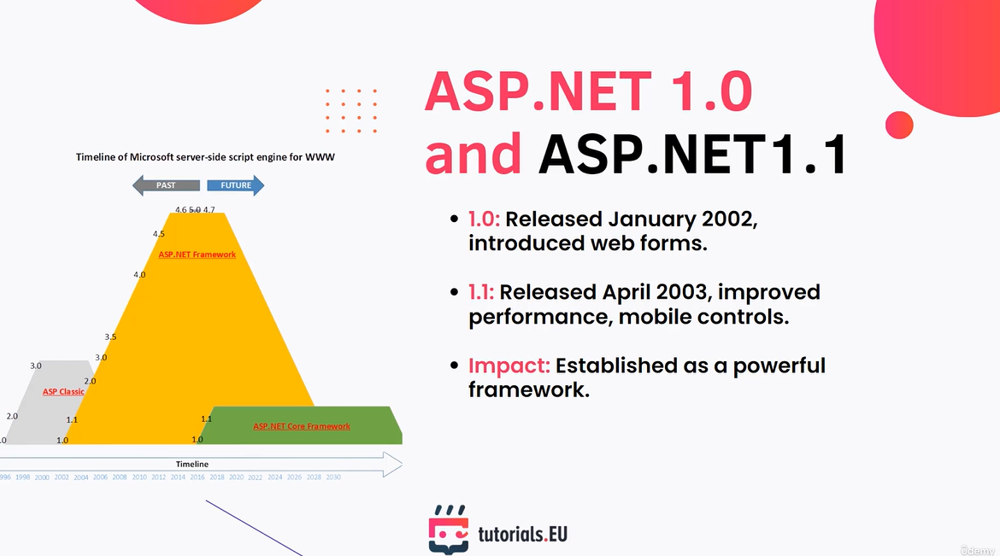 ASP.NET 1.0
and ASP.NET1.1
Timeline of Microsoft server-side script engine for WWW
PAST
FUTURE
4.6 5.0 4.7
4.5
ASP.NET Framework
4.0
3.5
3.0
3.0
2.0
ASP Classic
2.0
1.1
1.1
ASP.NET Core Framework
.0
1.0
1.0
Timeline
996 1998 2000 2002 2004 2006 2008 2010 2012 2014 2016 2018 2020 2022 2024 2026 2028 2030
• 1.0: Released January 2002,
introduced web forms.
• 1.1: Released April 2003, improved
performance, mobile controls.
• Impact: Established as a powerful
framework.
tutorials.EU
ûdemy